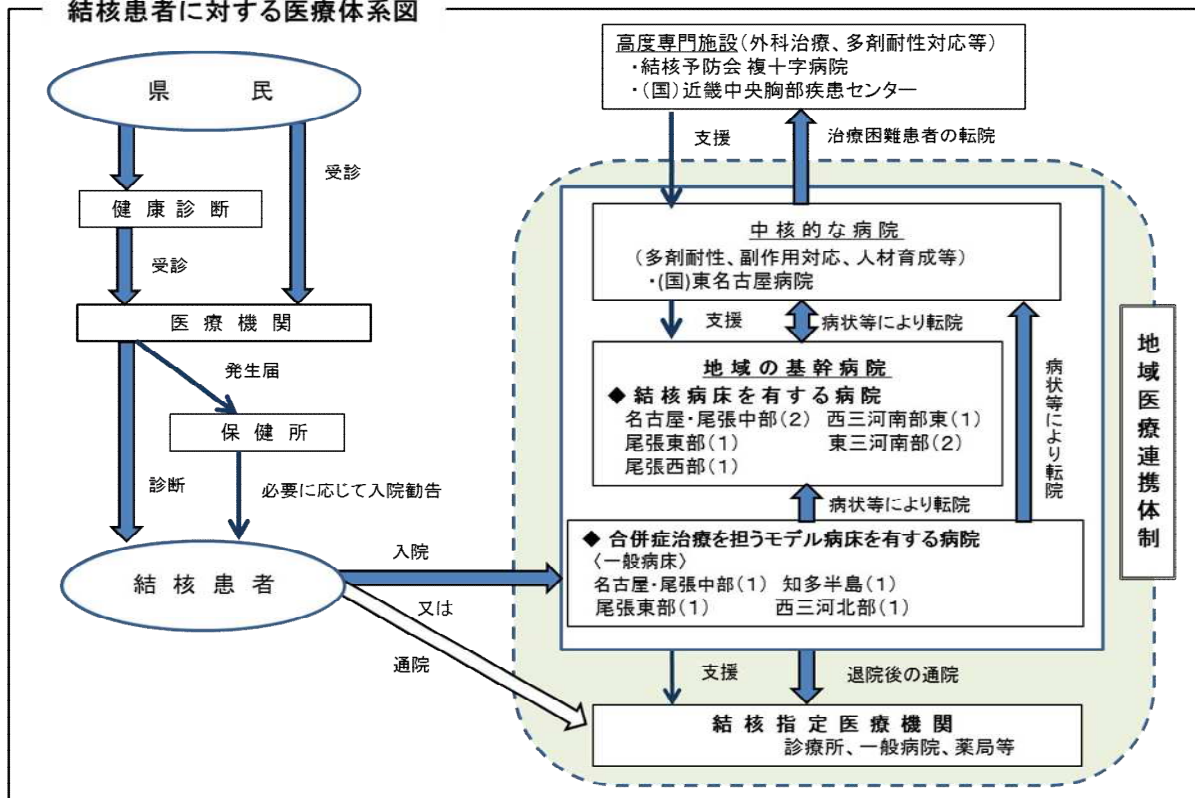 結核患者に対する医療体系図
県 民
受診
健 康 診 断
受診
医 療 機 関
発生届
保 健 所
診断
必要に応じて入院勧告
結 核 患 者
入院
又は
通院
高度専門施設(外科治療、多剤耐性対応等)
・結核予防会 複十字病院
・(国)近畿中央胸部疾患センター
支援
治療困難患者の転院
中 核 的 な 病 院
(多剤耐性、副作用対応、人材育成等)
・(国)東名古屋病院
支援
病状等により転院
地 域 の 基 幹 病 院
◆ 結 核 病 床 を 有 す る 病 院
名古屋・尾張中部(2) 西三河南部東(1)
尾張東部(1) 東三河南部(2)
尾張西部(1)
病状等により転院
病状等により転院
◆ 合併症治療を担うモデル病床を有する病院
〈一般病床〉
名古屋・尾張中部(1) 知多半島(1)
尾張東部(1) 西三河北部(1)
支援
退院後の通院
結 核 指 定 医 療 機 関
診療所、一般病院、薬局等
地域医療連携体制